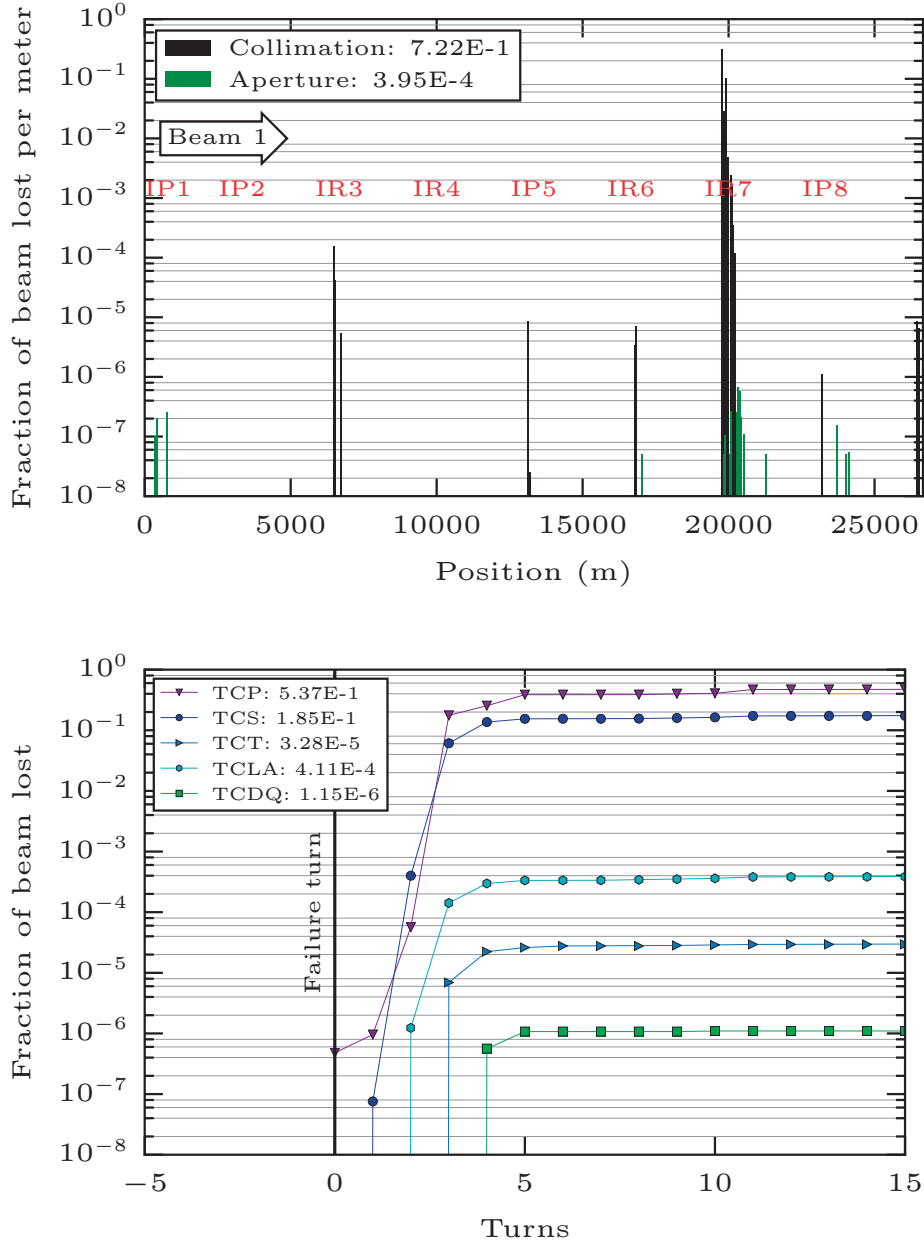 Fraction of beam lost per meter
10^0
10^-1
10^-2
10^-3
10^-4
10^-5
10^-6
10^-7
10^-8
Collimation: 7.22E-1
Aperture: 3.95E-4
Beam 1
IP1 IP2 IR3 IR4 IP5 IR6 IR7 IP8
0 5000 10000 15000 20000 25000
Position (m)
Fraction of beam lost
10^0
10^-1
10^-2
10^-3
10^-4
10^-5
10^-6
10^-7
10^-8
TCP: 5.37E-1
TCS: 1.85E-1
TCT: 3.28E-5
TCLA: 4.11E-4
TCDQ: 1.15E-6
Failure turn
−5 0 5 10 15
Turns